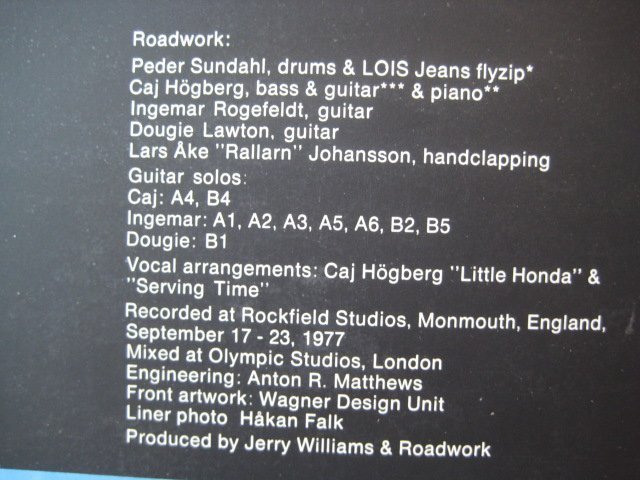 Roadwork:
Peder Sundahl, drums & LOIS Jeans flyzip*
Caj Högberg, bass & guitar*** & piano**
Ingemar Rogefeldt, guitar
Dougie Lawton, guitar
Lars Åke "Rallarn" Johansson, handclapping
Guitar solos:
Caj: A4, B4
Ingemar: A1, A2, A3, A5, A6, B2, B5
Dougie: B1
Vocal arrangements: Caj Högberg "Little Honda" &
"Serving Time"
Recorded at Rockfield Studios, Monmouth, England,
September 17 - 23, 1977
Mixed at Olympic Studios, London
Engineering: Anton R. Matthews
Front artwork: Wagner Design Unit
Liner photo Håkan Falk
Produced by Jerry Williams & Roadwork